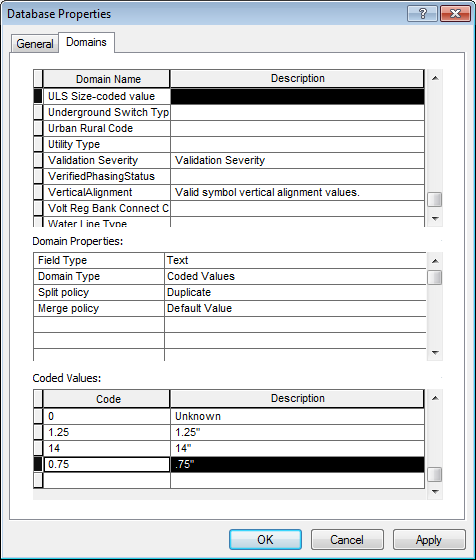 Database Properties
General Domains
Domain Name Description
ULS Size-coded value
Underground Switch Typ
Urban Rural Code
Utility Type
Validation Severity Validation Severity
VerifiedPhasingStatus
VerticalAlignment Valid symbol vertical alignment values.
Volt Reg Bank Connect C
Water Line Type
Domain Properties:
Field Type Text
Domain Type Coded Values
Split policy Duplicate
Merge policy Default Value
Coded Values:
Code Description
0 Unknown
1.25 1.25"
14 14"
0.75 .75"
OK Cancel Apply